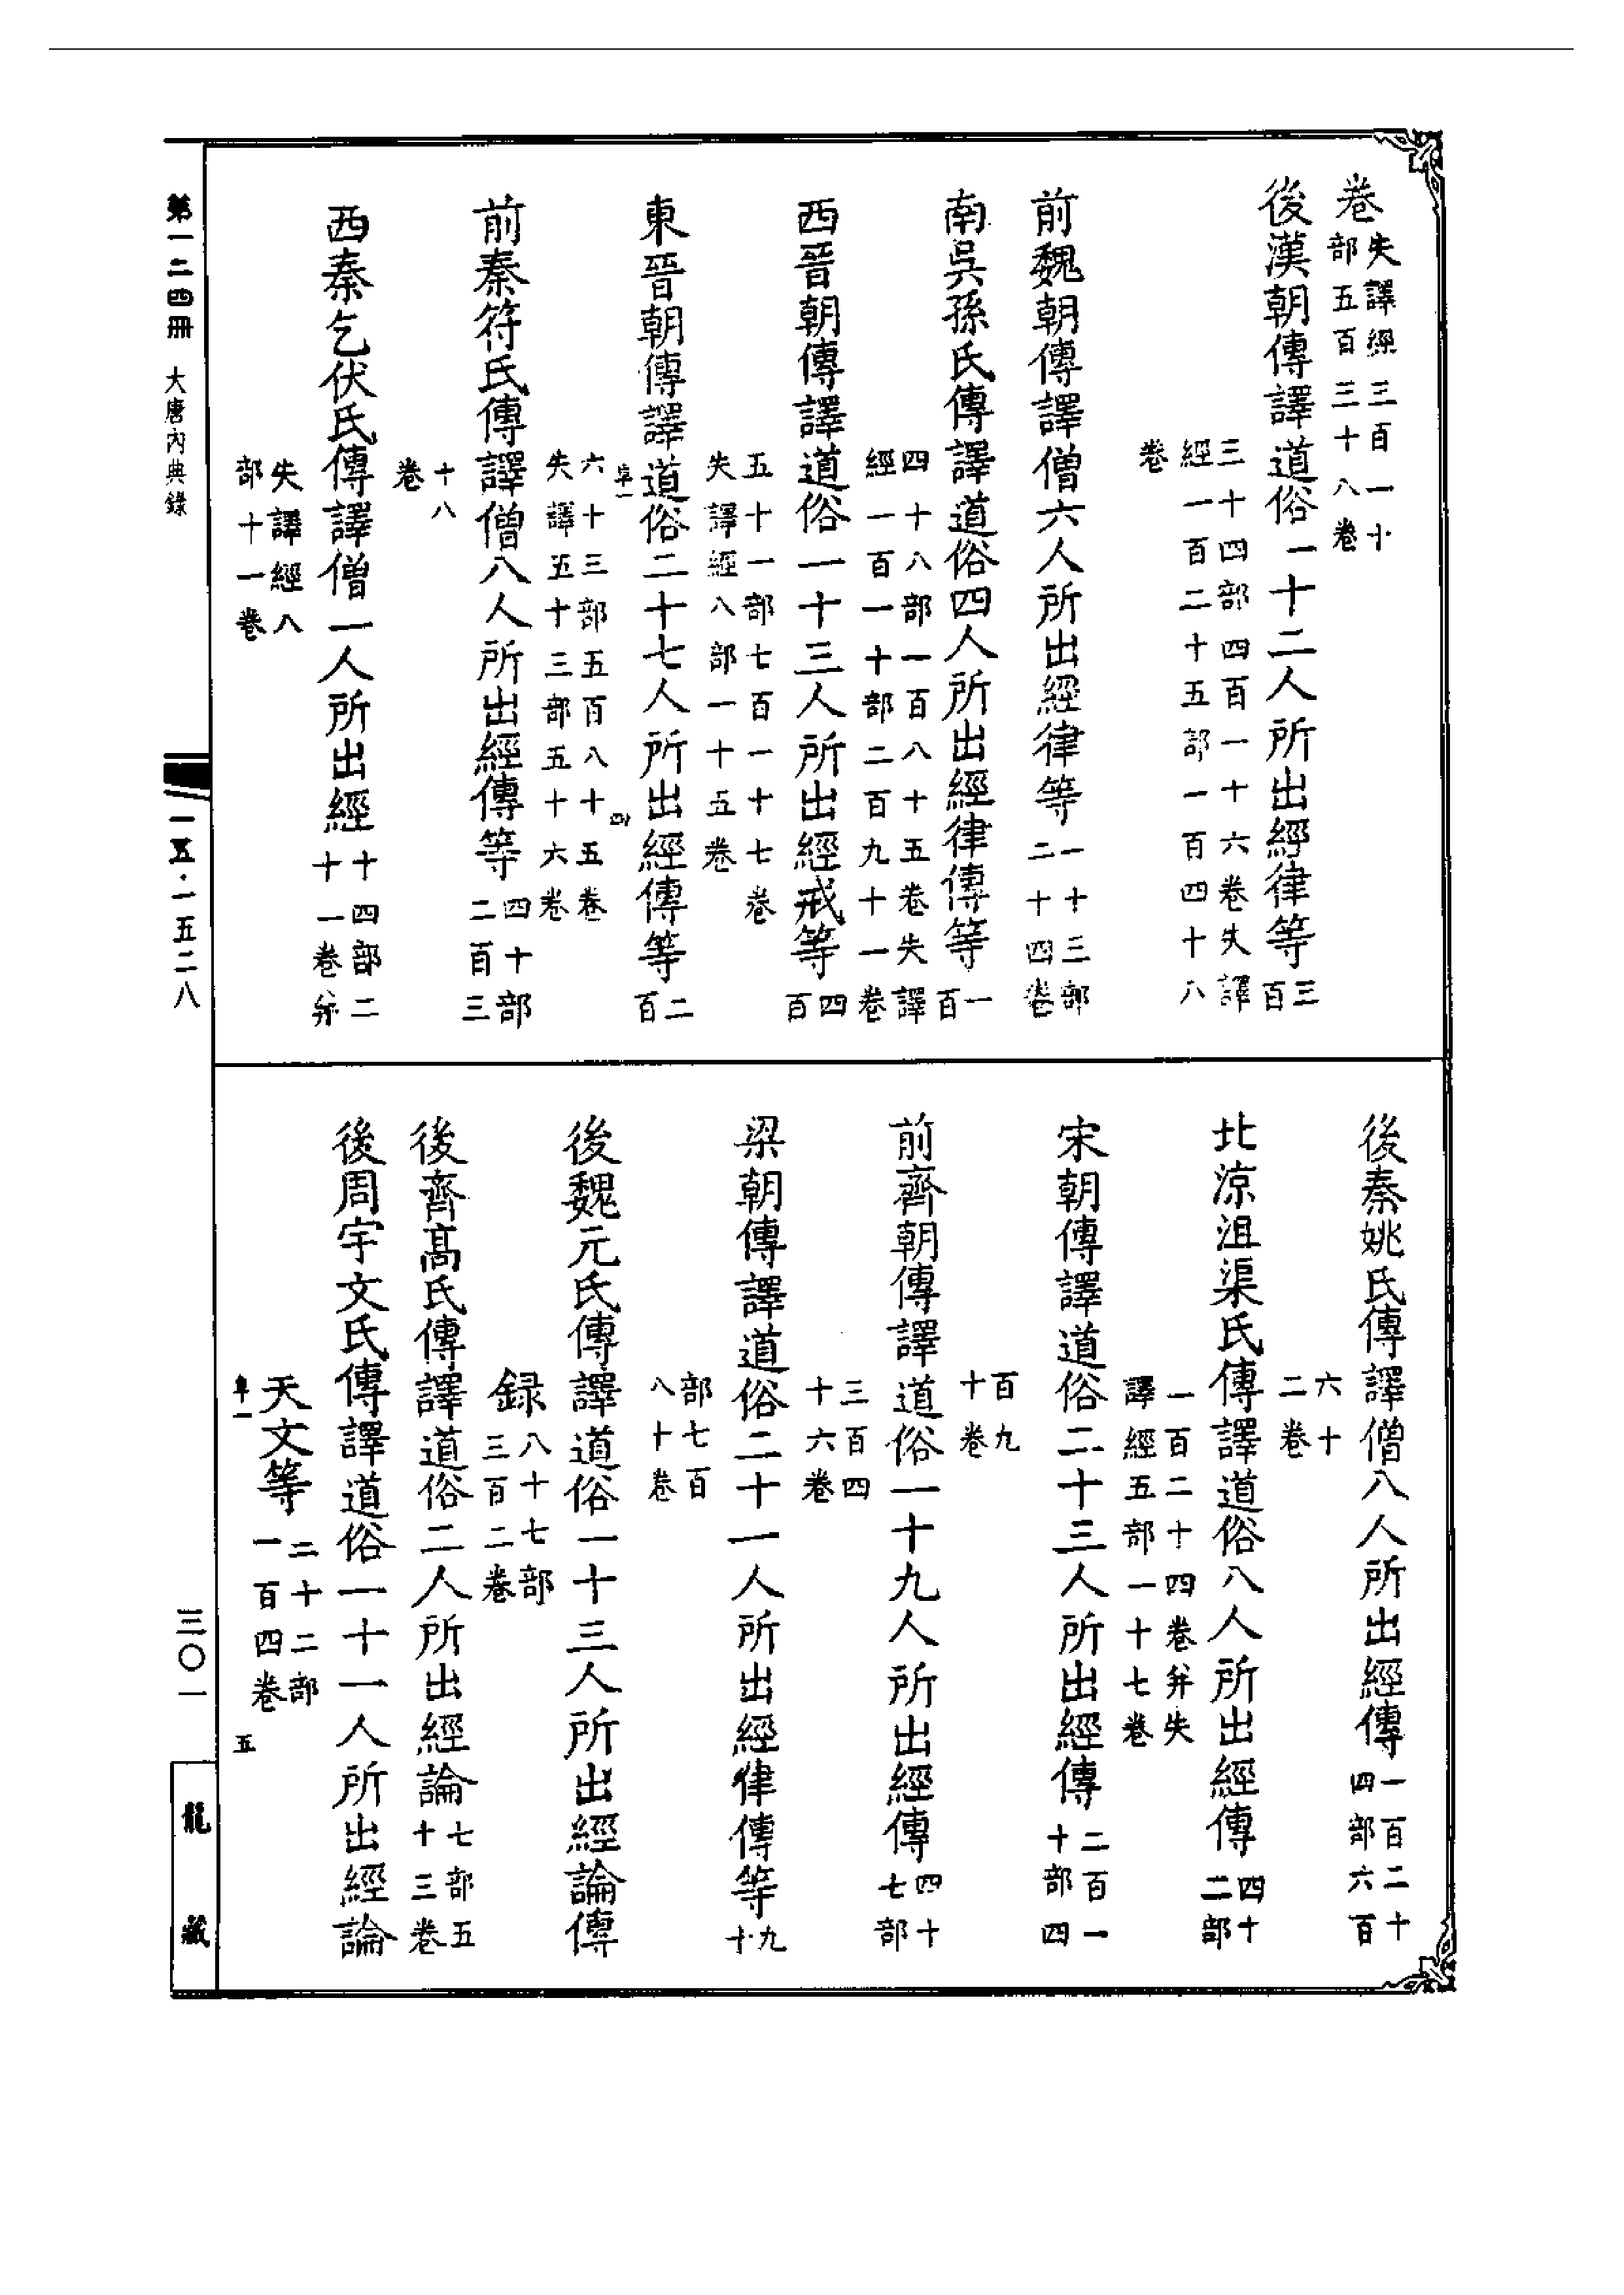 卷失譯經三百一十部五百三十八卷
後漢朝傳譯道俗一十二人所出經律等三百
三十四部四百一十六卷失譯經一百二十五部一百四十八卷
前魏朝傳譯僧六人所出經律等一十三部二十四卷
南吳孫氏傳譯道俗四人所出經律傳等一百
四十八部一百八十五卷失譯經一百一十部二百九十一卷
西晉朝傳譯道俗一十三人所出經戒等四百
五十一部七百一十七卷失譯經八部一十五卷
東晉朝傳譯道俗二十七人所出經傳等二百
六十三部五百八十五卷失譯五十三部五十六卷
阜一 四
前秦符氏傳譯僧八人所出經傳等四十部二百三
十八卷
西秦乞伏氏傳譯僧一人所出經十四部二十一卷并
失譯經八部十一卷
後秦姚氏傳譯僧八人所出經傳一百二十四部六百
六十二卷
北涼沮渠氏傳譯道俗八人所出經傳四十二部
一百二十四卷并失譯經五部一十七卷
宋朝傳譯道俗二十三人所出經傳二百一十部四
百九十卷
前齊朝傳譯道俗一十九人所出經傳四十七部
三百四十六卷
梁朝傳譯道俗二十一人所出經律傳等九十
部七百八十卷
後魏元氏傳譯道俗一十三人所出經論傳
録八十七部三百二卷
後齊高氏傳譯道俗二人所出經論七部五十三卷
後周宇文氏傳譯道俗一十一人所出經論
天文等二十二部一百四卷
阜一 五
第一二四冊 大唐內典錄
一五·一五二八
三〇一
龍藏